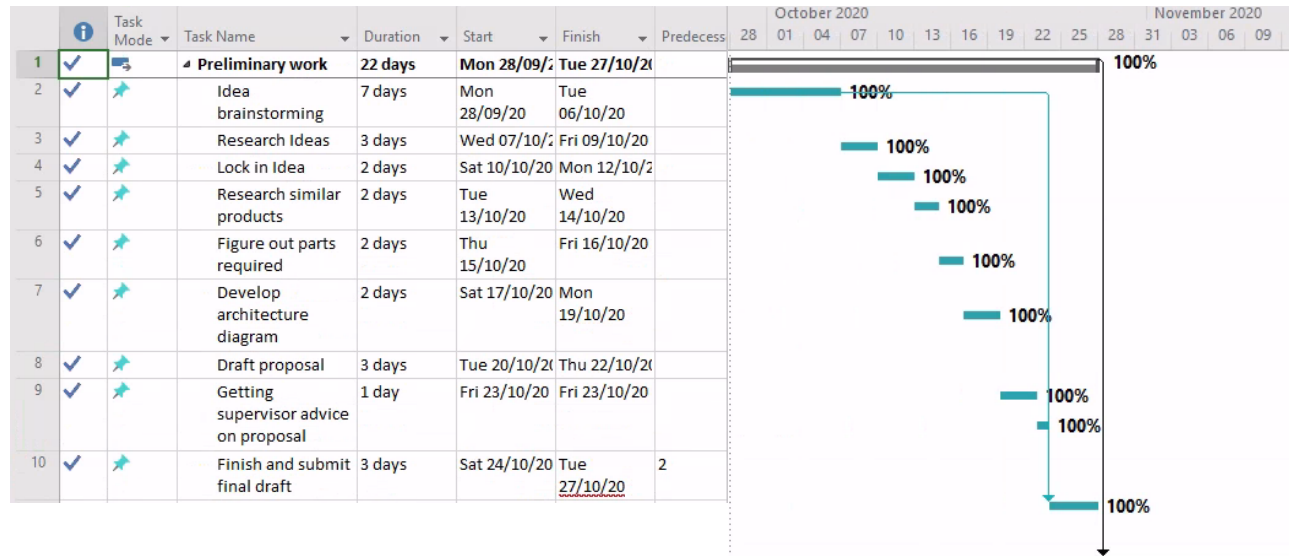 October 2020 November 2020
Task
Mode Task Name Duration Start Finish Predecess 28 01 04 07 10 13 16 19 22 25 28 31 03 06 09
1 Preliminary work 22 days Mon 28/09/2 Tue 27/10/20 100%
2 Idea 7 days Mon Tue 100%
brainstorming 28/09/20 06/10/20
3 Research Ideas 3 days Wed 07/10/2 Fri 09/10/20 100%
4 Lock in Idea 2 days Sat 10/10/20 Mon 12/10/2 100%
5 Research similar 2 days Tue Wed 100%
products 13/10/20 14/10/20
6 Figure out parts 2 days Thu Fri 16/10/20 100%
required 15/10/20
7 Develop 2 days Sat 17/10/20 Mon 100%
architecture 19/10/20
diagram
8 Draft proposal 3 days Tue 20/10/20 Thu 22/10/20
9 Getting 1 day Fri 23/10/20 Fri 23/10/20 100%
supervisor advice 100%
on proposal
10 Finish and submit 3 days Sat 24/10/20 Tue 2
final draft 27/10/20
100%